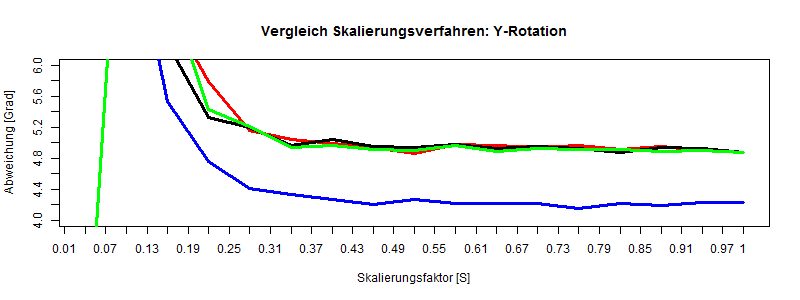 Vergleich Skalierungsverfahren: Y-Rotation
Abweichung [Grad]
6.0
5.6
5.2
4.8
4.4
4.0
0.01 0.07 0.13 0.19 0.25 0.31 0.37 0.43 0.49 0.55 0.61 0.67 0.73 0.79 0.85 0.91 0.97 1
Skalierungsfaktor [S]